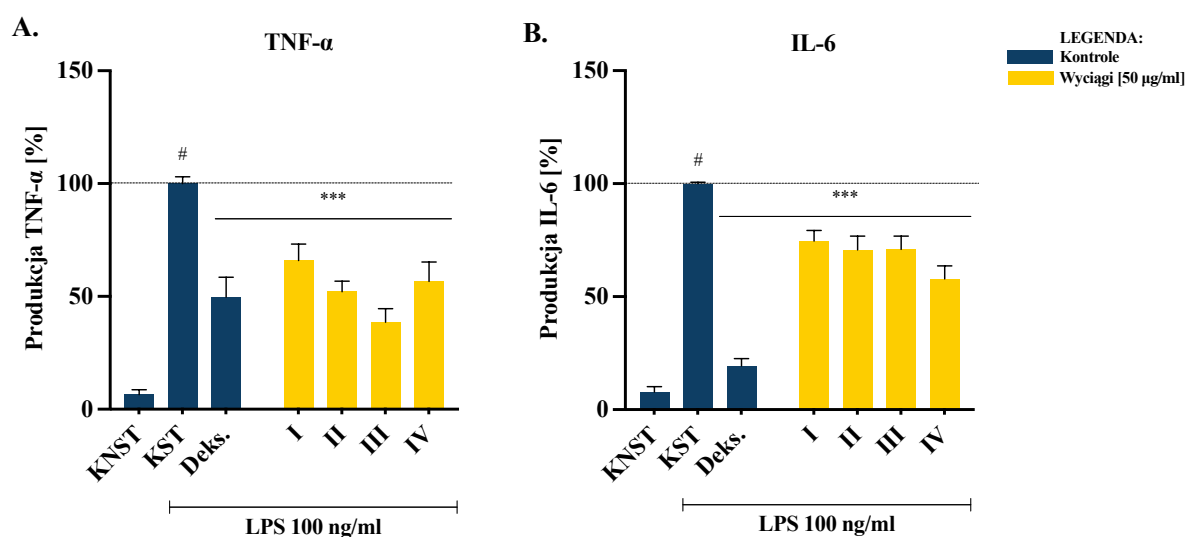 A.
TNF-α
Produkcja TNF-α [%]
150
100
50
0
#
***
KNST
KST
Deks.
I
II
III
IV
LPS 100 ng/ml
B.
IL-6
Produkcja IL-6 [%]
150
100
50
0
#
***
KNST
KST
Deks.
I
II
III
IV
LPS 100 ng/ml
LEGENDA:
Kontrole
Wyciągi [50 µg/ml]